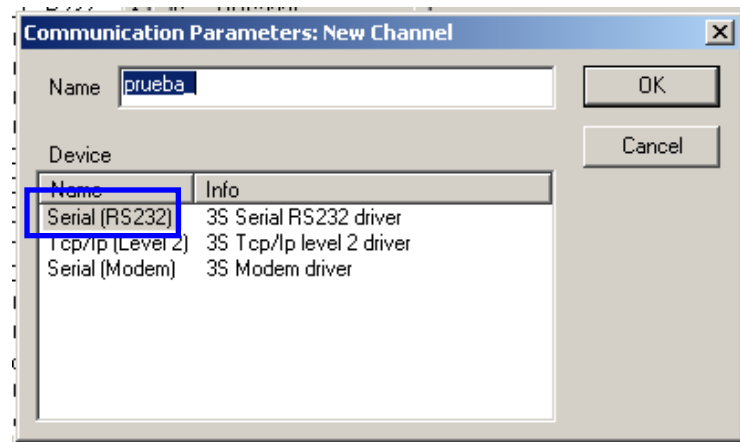 Communication Parameters: New Channel
Name prueba_ OK
Cancel
Device
Name Info
Serial (RS232) 3S Serial RS232 driver
Tcp/Ip (Level 2) 3S Tcp/Ip level 2 driver
Serial (Modem) 3S Modem driver